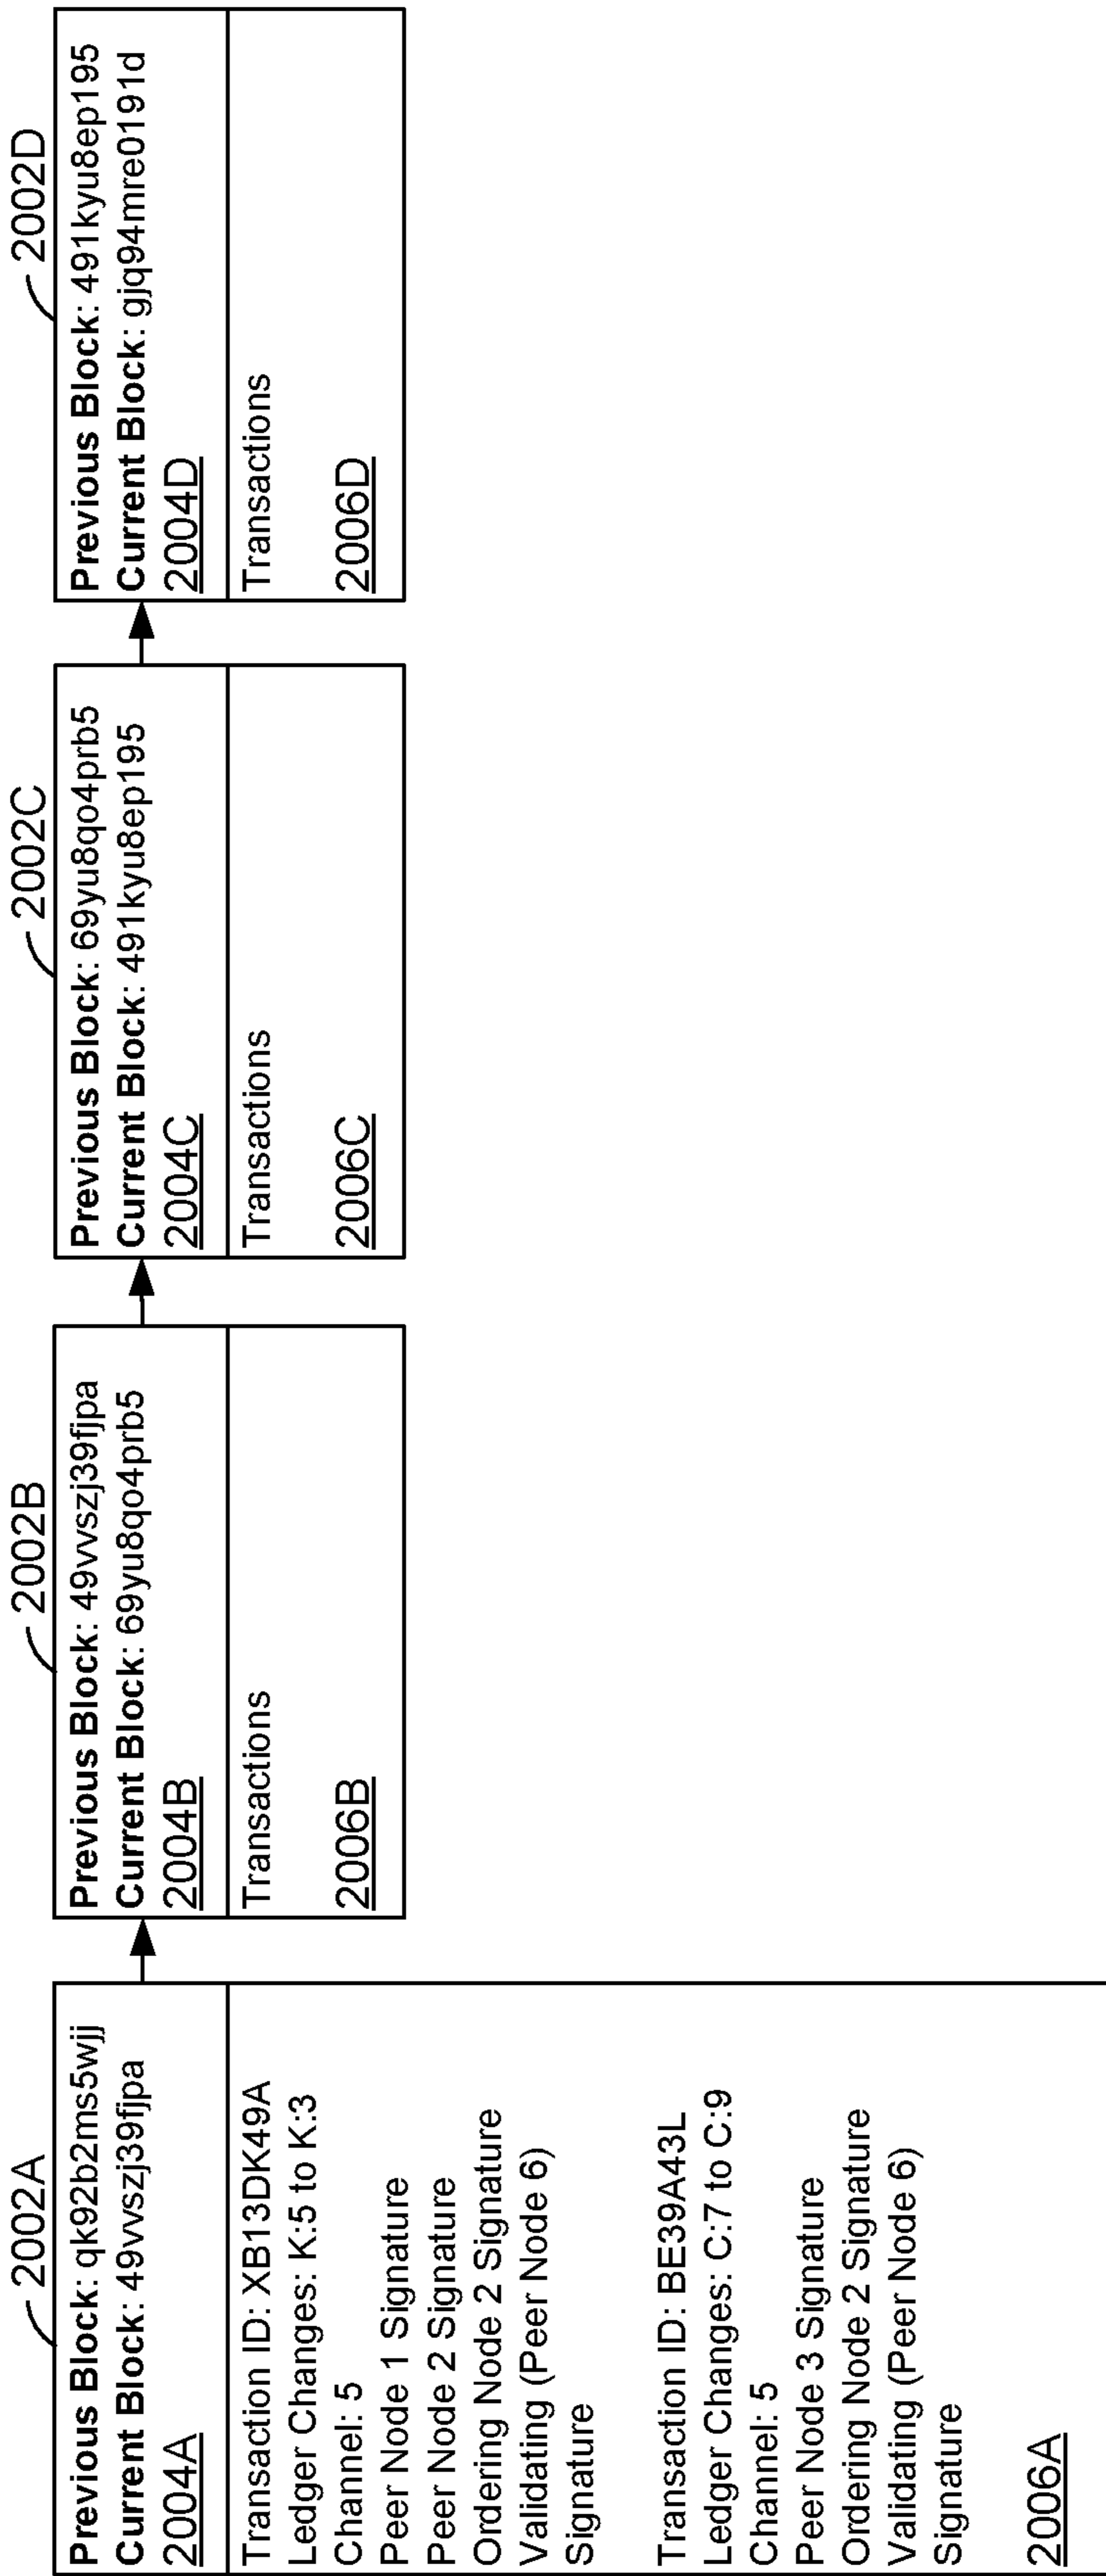 2002A
Previous Block: qk92b2ms5wjj
Current Block: 49vvszj39fjpa
2004A
Transaction ID: XB13DK49A
Ledger Changes: K:5 to K:3
Channel: 5
Peer Node 1 Signature
Peer Node 2 Signature
Ordering Node 2 Signature
Validating (Peer Node 6)
Signature
Transaction ID: BE39A43L
Ledger Changes: C:7 to C:9
Channel: 5
Peer Node 3 Signature
Ordering Node 2 Signature
Validating (Peer Node 6)
Signature
2006A
2002B
Previous Block: 49vvszj39fjpa
Current Block: 69yu8qo4prb5
2004B
Transactions
2006B
2002C
Previous Block: 69yu8qo4prb5
Current Block: 491kyu8ep195
2004C
Transactions
2006C
2002D
Previous Block: 491kyu8ep195
Current Block: gjq94mre0191d
2004D
Transactions
2006D